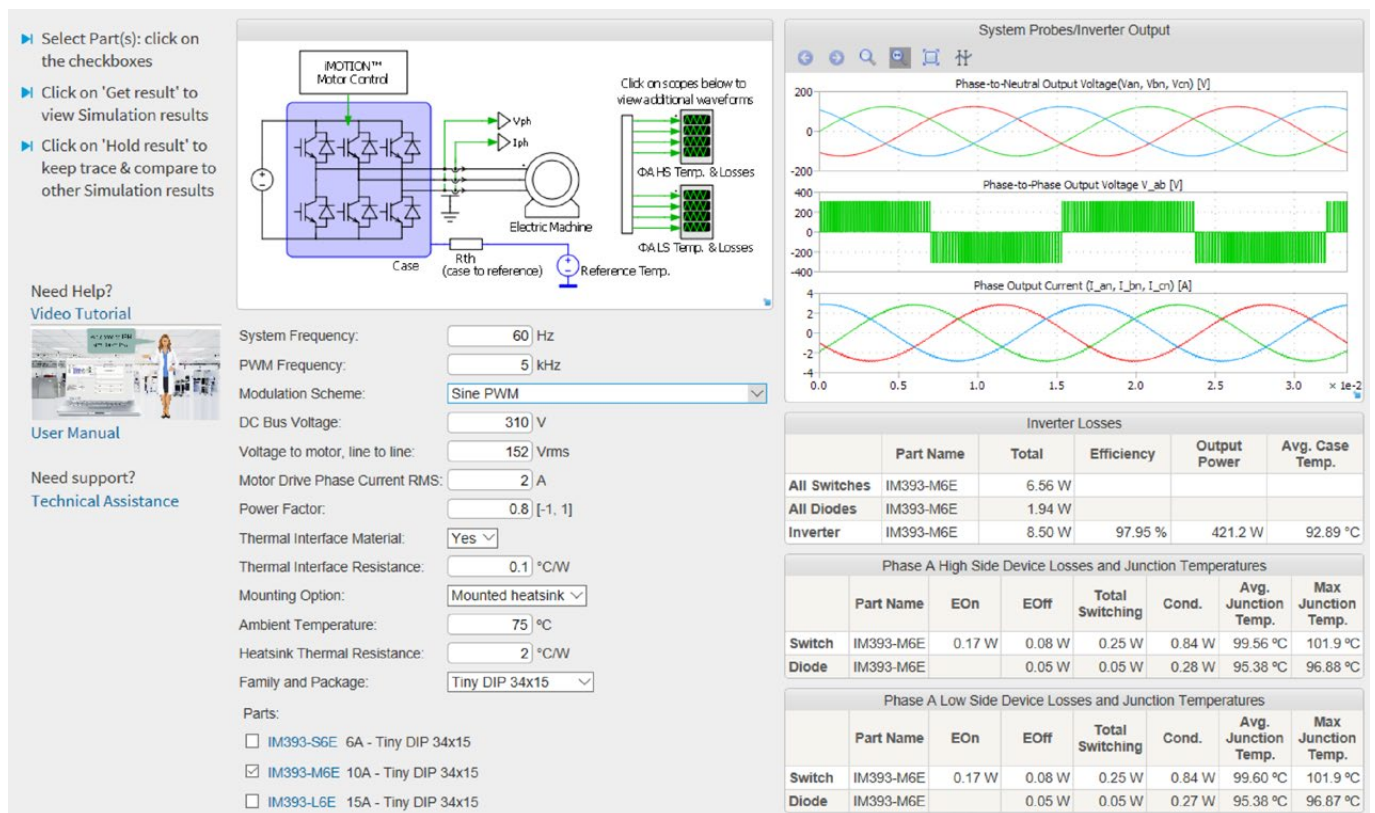 Select Part(s): click on
the checkboxes
Click on 'Get result' to
view Simulation results
Click on 'Hold result' to
keep trace & compare to
other Simulation results
Need Help?
Video Tutorial
User Manual
Need support?
Technical Assistance
iMOTION™
Motor Control
Vph
Iph
Electric Machine
Case
Rth
(case to reference)
Reference Temp.
Click on scopes below to
view additional waveforms
ΦA HS Temp. & Losses
ΦA LS Temp. & Losses
System Frequency: 60 Hz
PWM Frequency: 5 kHz
Modulation Scheme: Sine PWM
DC Bus Voltage: 310 V
Voltage to motor, line to line: 152 Vrms
Motor Drive Phase Current RMS: 2 A
Power Factor: 0.8 [-1. 1]
Thermal Interface Material: Yes
Thermal Interface Resistance: 0.1 °C/W
Mounting Option: Mounted heatsink
Ambient Temperature: 75 ºC
Heatsink Thermal Resistance: 2 °C/W
Family and Package: Tiny DIP 34x15
Parts:
IM393-S6E 6A - Tiny DIP 34x15
IM393-M6E 10A - Tiny DIP 34x15
IM393-L6E 15A - Tiny DIP 34x15
System Probes/Inverter Output
Phase-to-Neutral Output Voltage(Van, Vbn, Vcn) [V]
200
0
-200
Phase-to-Phase Output Voltage V_ab [V]
400
200
0
-200
-400
Phase Output Current (I_an, I_bn, I_cn) [A]
4
2
0
-2
-4
0.0 0.5 1.0 1.5 2.0 2.5 3.0 × 1e-2
Inverter Losses
Part Name Total Efficiency Output Power Avg. Case Temp.
All Switches IM393-M6E 6.56 W
All Diodes IM393-M6E 1.94 W
Inverter IM393-M6E 8.50 W 97.95 % 421.2 W 92.89 °C
Phase A High Side Device Losses and Junction Temperatures
Part Name EOn EOff Total Switching Cond. Avg. Junction Temp. Max Junction Temp.
Switch IM393-M6E 0.17 W 0.08 W 0.25 W 0.84 W 99.56 ºC 101.9 ºC
Diode IM393-M6E 0.05 W 0.05 W 0.28 W 95.38 ºC 96.88 ºC
Phase A Low Side Device Losses and Junction Temperatures
Part Name EOn EOff Total Switching Cond. Avg. Junction Temp. Max Junction Temp.
Switch IM393-M6E 0.17 W 0.08 W 0.25 W 0.84 W 99.60 ºC 101.9 ºC
Diode IM393-M6E 0.05 W 0.05 W 0.27 W 95.38 ºC 96.87 ºC